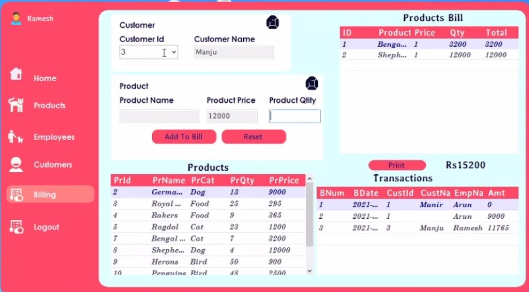 Ramesh
Home
Products
Employees
Customers
Billing
Logout
Customer
Customer Id Customer Name
3 Manju
Product
Product Name Product Price Product Qltity
12000
Add To Bill Reset
Products Bill
ID Product Price Qty Total
1 Benga... 1 3200 3200
2 Sheph... 1 12000 12000
Print Rs15200
Products
PrId PrName PrCat PrQty PrPrice
2 Germa... Dog 13 9000
3 Royal ... Food 25 295
4 Bakers Food 9 365
5 Ragdol Cat 23 1200
7 Bengal ... Cat 7 3200
8 Shephe... Dog 4 12000
9 Herons Bird 50 900
10 Penguins Bird 48 2500
Transactions
BNum BDate CustId CustNa EmpNa Amt
1 2021-... 1 Munir Arun 0
2 2021-... 1 Arun 9000
3 2021-... 3 Manju Ramesh 11765